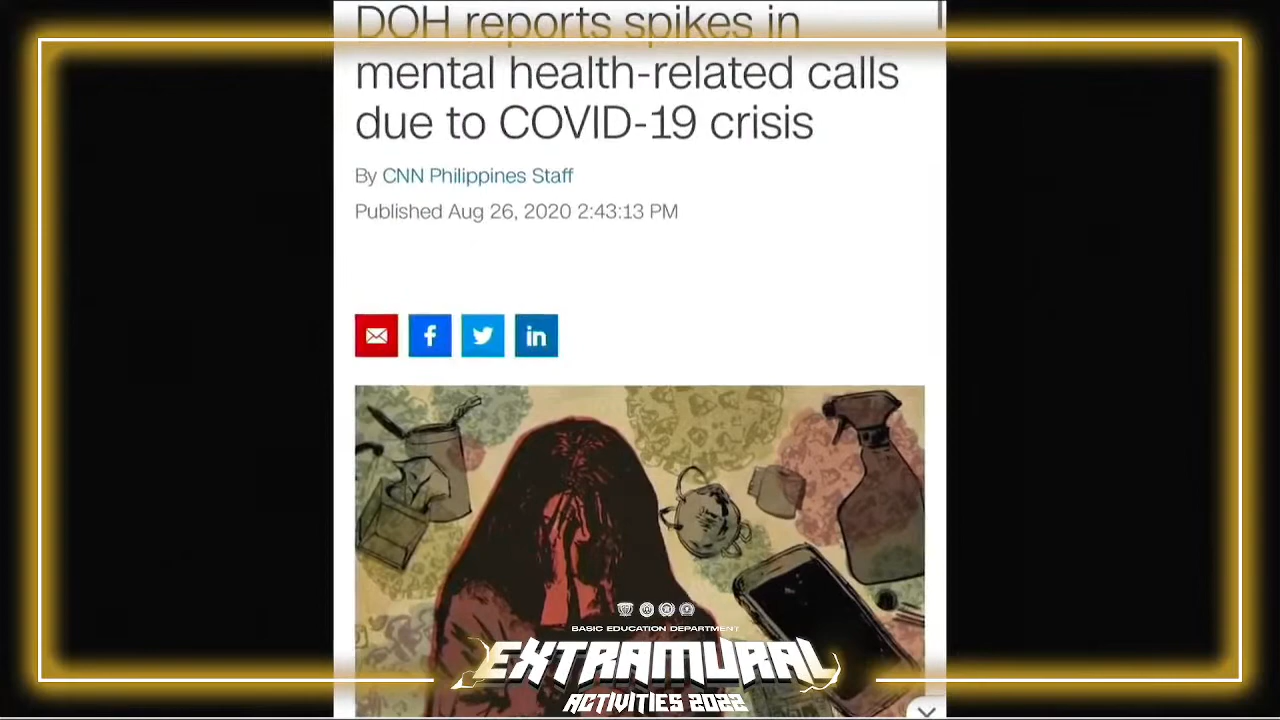 DOH reports spikes in
mental health-related calls
due to COVID-19 crisis
By CNN Philippines Staff
Published Aug 26, 2020 2:43:13 PM
f
in
BASIC EDUCATION DEPARTMENT
EXTRAMURAL
ACTIVITIES 2022